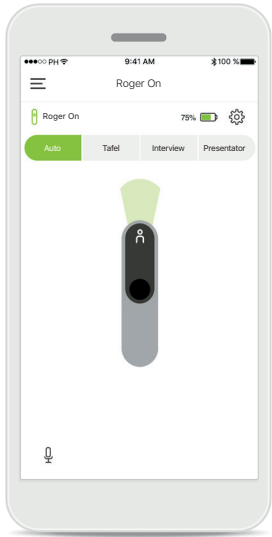 PH 9:41 AM 100 %
Roger On
Roger On 75%
Auto Tafel Interview Presentator